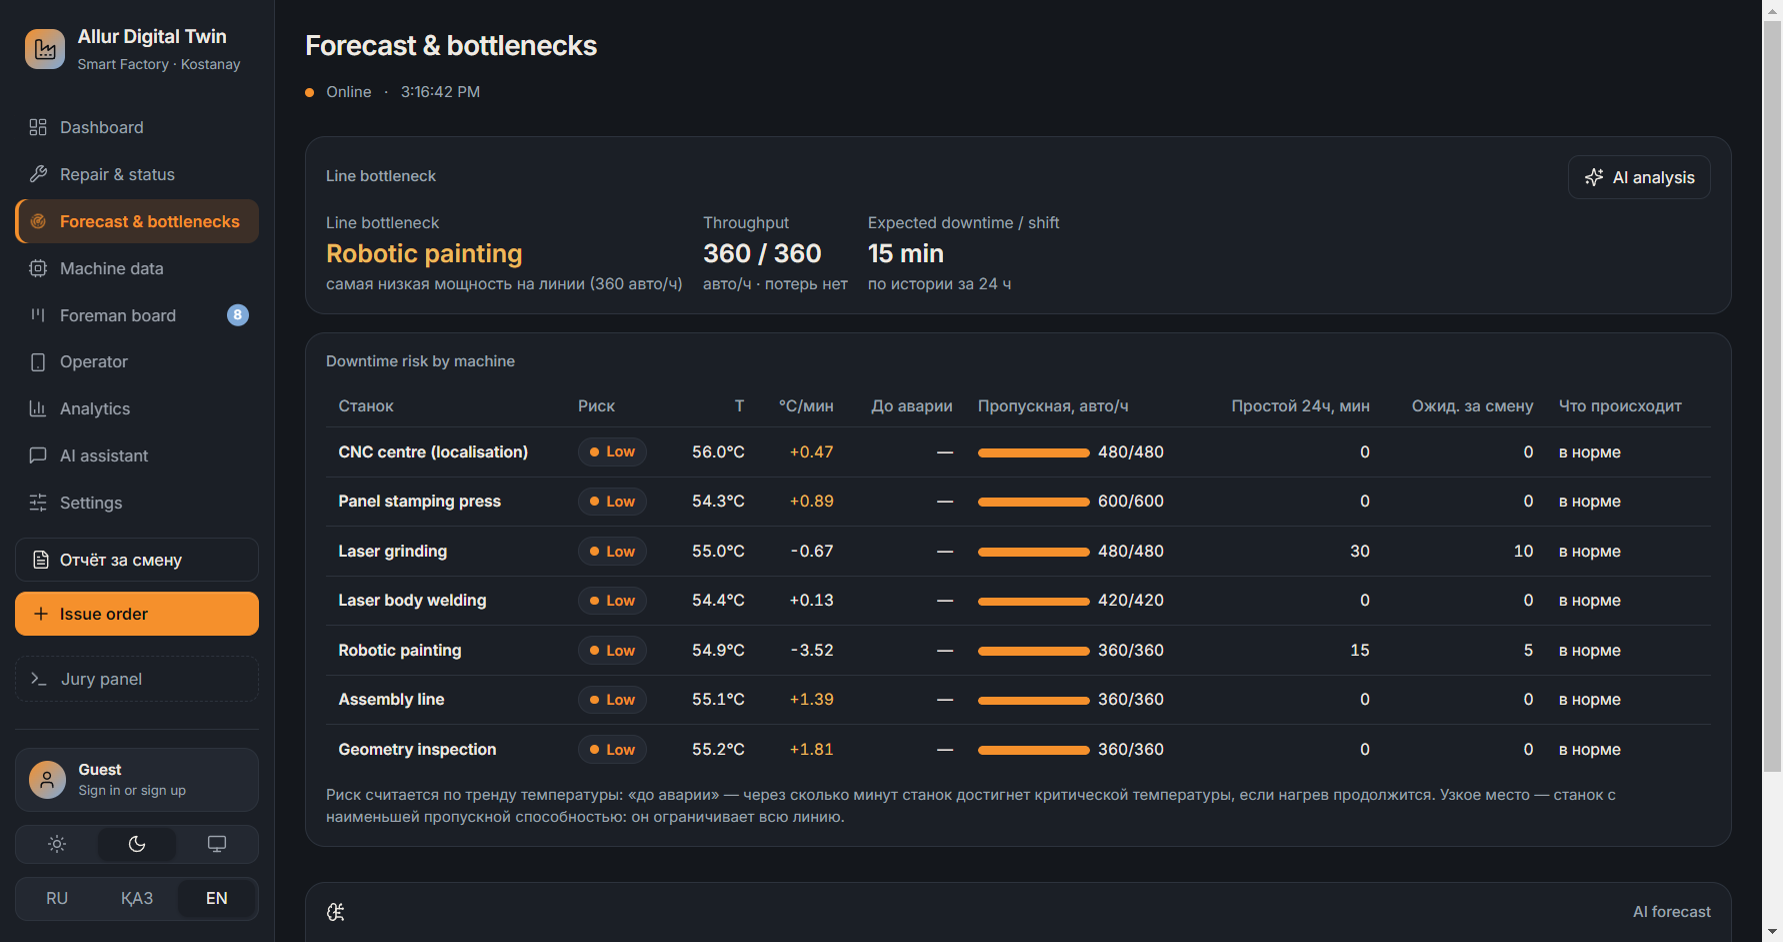 Allur Digital Twin
Smart Factory · Kostanay
Dashboard
Repair & status
Forecast & bottlenecks
Machine data
Foreman board 8
Operator
Analytics
AI assistant
Settings
Отчёт за смену
+ Issue order
Jury panel
Guest
Sign in or sign up
RU ҚАЗ EN
Forecast & bottlenecks
Online · 3:16:42 PM
Line bottleneck
AI analysis
Line bottleneck Throughput Expected downtime / shift
Robotic painting 360 / 360 15 min
самая низкая мощность на линии (360 авто/ч) авто/ч · потерь нет по истории за 24 ч
Downtime risk by machine
Станок Риск T °C/мин До аварии Пропускная, авто/ч Простой 24ч, мин Ожид. за смену Что происходит
CNC centre (localisation) Low 56.0°C +0.47 — 480/480 0 0 в норме
Panel stamping press Low 54.3°C +0.89 — 600/600 0 0 в норме
Laser grinding Low 55.0°C -0.67 — 480/480 30 10 в норме
Laser body welding Low 54.4°C +0.13 — 420/420 0 0 в норме
Robotic painting Low 54.9°C -3.52 — 360/360 15 5 в норме
Assembly line Low 55.1°C +1.39 — 360/360 0 0 в норме
Geometry inspection Low 55.2°C +1.81 — 360/360 0 0 в норме
Риск считается по тренду температуры: «до аварии» — через сколько минут станок достигнет критической температуры, если нагрев продолжится. Узкое место — станок с
наименьшей пропускной способностью: он ограничивает всю линию.
AI forecast